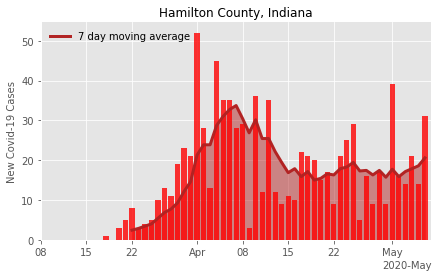 Hamilton County, Indiana
7 day moving average
New Covid-19 Cases
50
40
30
20
10
0
08 15 22 Apr 08 15 22 May
2020-May